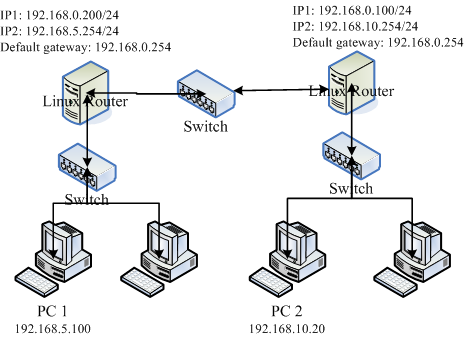 IP1: 192.168.0.200/24
IP2: 192.168.5.254/24
Default gateway: 192.168.0.254
IP1: 192.168.0.100/24
IP2: 192.168.10.254/24
Default gateway: 192.168.0.254
Linux Router
Linux Router
Switch
Switch
Switch
PC 1
192.168.5.100
PC 2
192.168.10.20